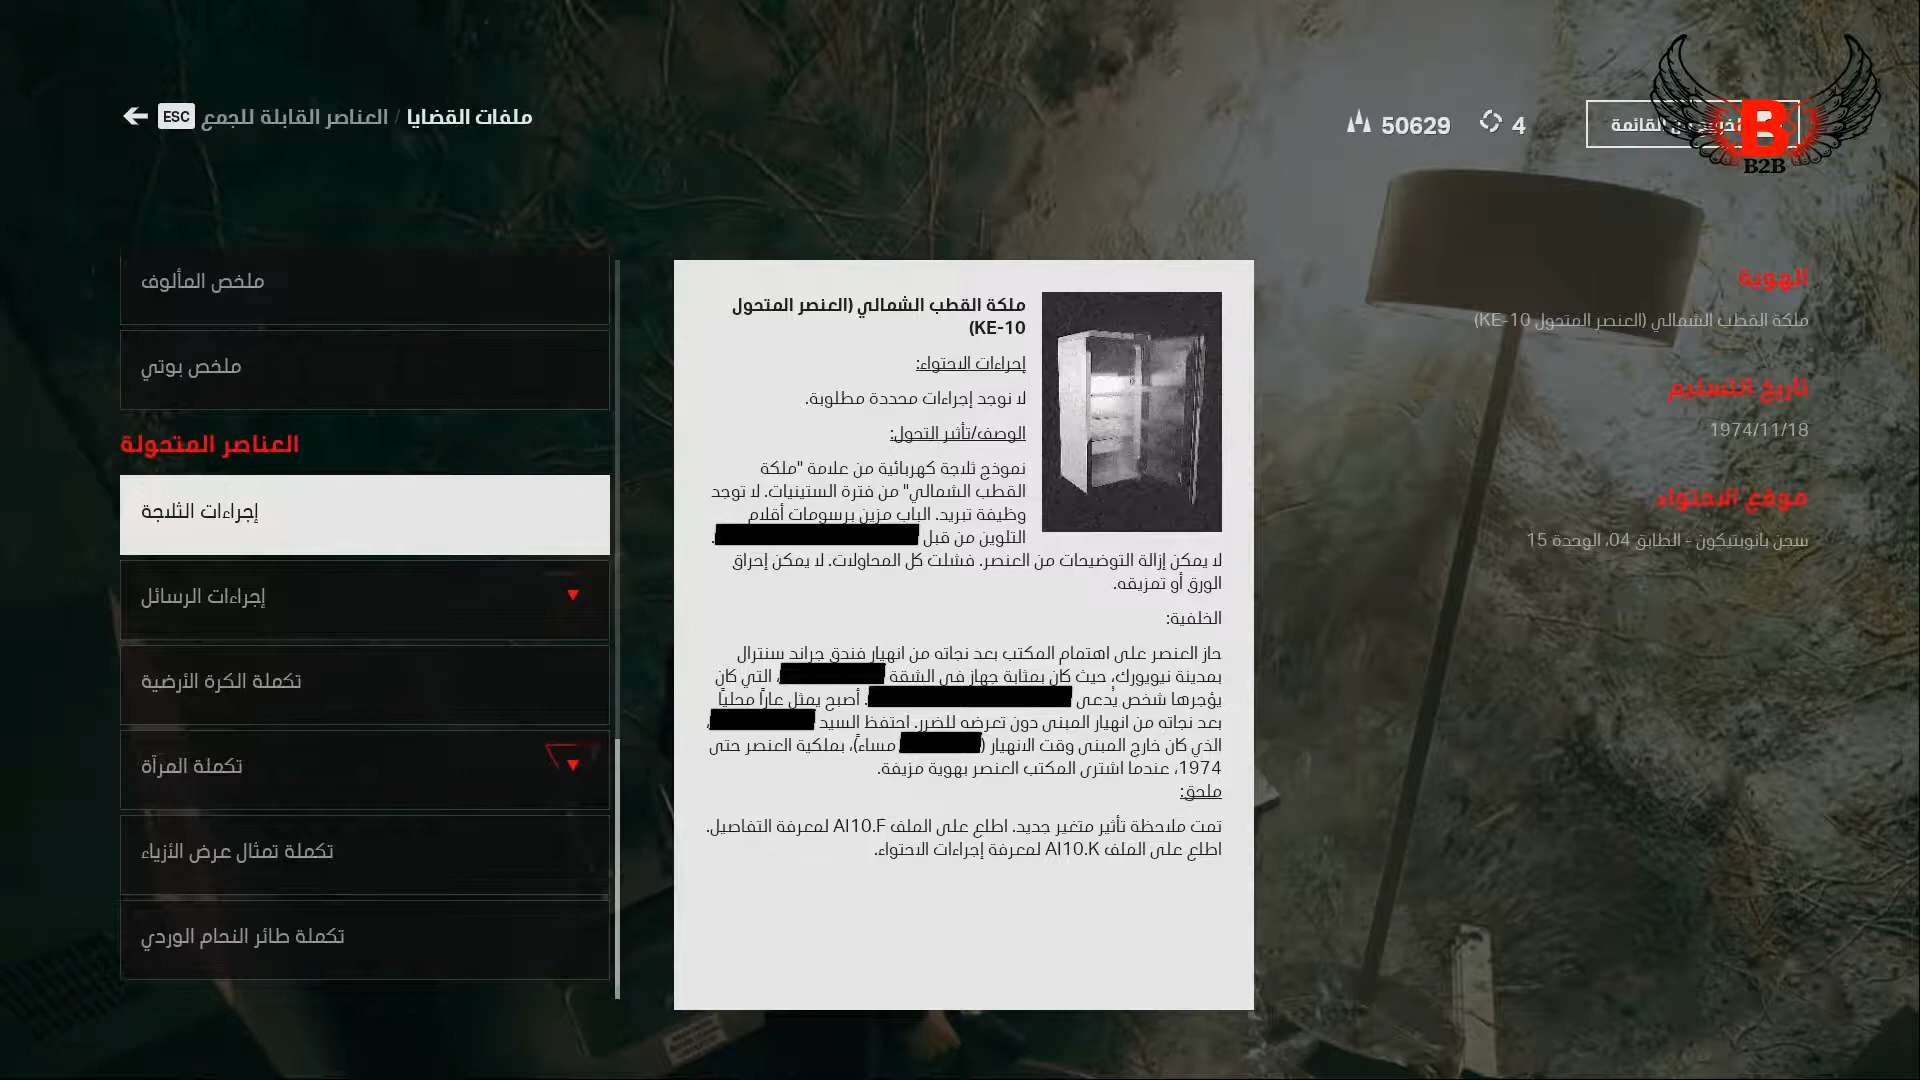 ESC العناصر القابلة للجمع / ملفات القضايا
50629
4
القائمة
B
B2B
ملخص المألوف
ملخص بوتي
العناصر المتحولة
إجراءات الثلاجة
إجراءات الرسائل
تكملة الكرة الأرضية
تكملة المرآة
تكملة تمثال عرض الأزياء
تكملة طائر النحام الوردي
ملكة القطب الشمالي (العنصر المتحول
KE-10)
إجراءات الاحتواء:
لا توجد إجراءات محددة مطلوبة.
الوصف/تأثير التحول:
نموذج ثلاجة كهربائية من علامة "ملكة
القطب الشمالي" من فترة الستينيات. لا توجد
وظيفة تبريد. الباب مزين برسومات أقلام
التلوين من قبل .
لا يمكن إزالة التوضيحات من العنصر. فشلت كل المحاولات. لا يمكن إحراق
الورق أو تمزيقه.
الخلفية:
حاز العنصر على اهتمام المكتب بعد نجاته من انهيار فندق جراند سنترال
بمدينة نيويورك، حيث كان بمثابة جهاز في الشقة ، التي كان
يؤجرها شخص يُدعى . أصبح يمثل عاراً محلياً
بعد نجاته من انهيار المبنى دون تعرضه للضرر. احتفظ السيد ،
الذي كان خارج المبنى وقت الانهيار ( مساءً)، بملكية العنصر حتى
1974، عندما اشترى المكتب العنصر بهوية مزيفة.
ملحق:
تمت ملاحظة تأثير متغير جديد. اطلع على الملف AI10.F لمعرفة التفاصيل.
اطلع على الملف AI10.K لمعرفة إجراءات الاحتواء.
الهوية
ملكة القطب الشمالي (العنصر المتحول KE-10)
تاريخ التسليم
1974/11/18
موقع الاحتواء
سجن بانوبتيكون - الطابق 04، الوحدة 15